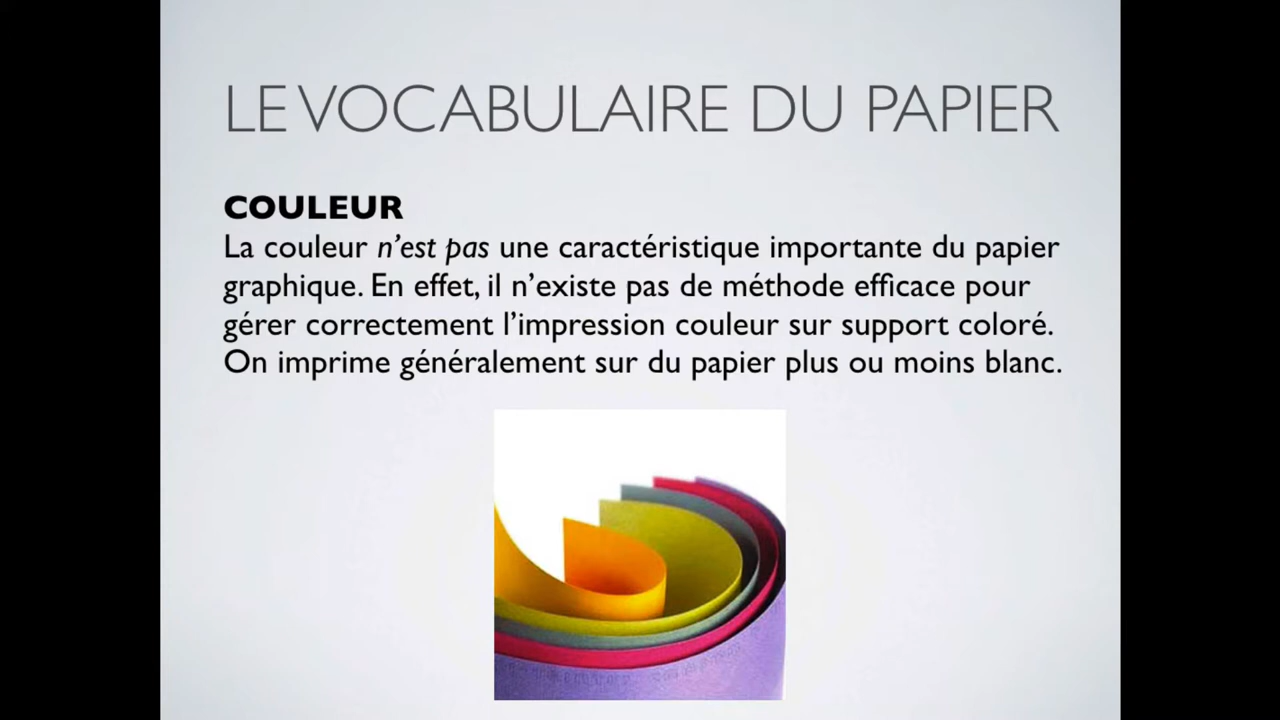 LE VOCABULAIRE DU PAPIER
COULEUR
La couleur n’est pas une caractéristique importante du papier
graphique. En effet, il n’existe pas de méthode efficace pour
gérer correctement l’impression couleur sur support coloré.
On imprime généralement sur du papier plus ou moins blanc.